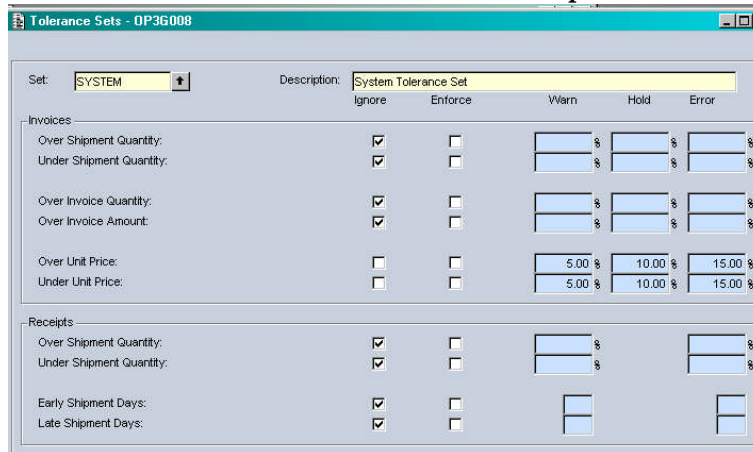 Tolerance Sets - OP3G008
Set: SYSTEM Description: System Tolerance Set
Ignore Enforce Warn Hold Error
Invoices
Over Shipment Quantity: % % %
Under Shipment Quantity: % % %
Over Invoice Quantity: % % %
Over Invoice Amount: % % %
Over Unit Price: 5.00 % 10.00 % 15.00 %
Under Unit Price: 5.00 % 10.00 % 15.00 %
Receipts
Over Shipment Quantity: % %
Under Shipment Quantity: % %
Early Shipment Days:
Late Shipment Days: